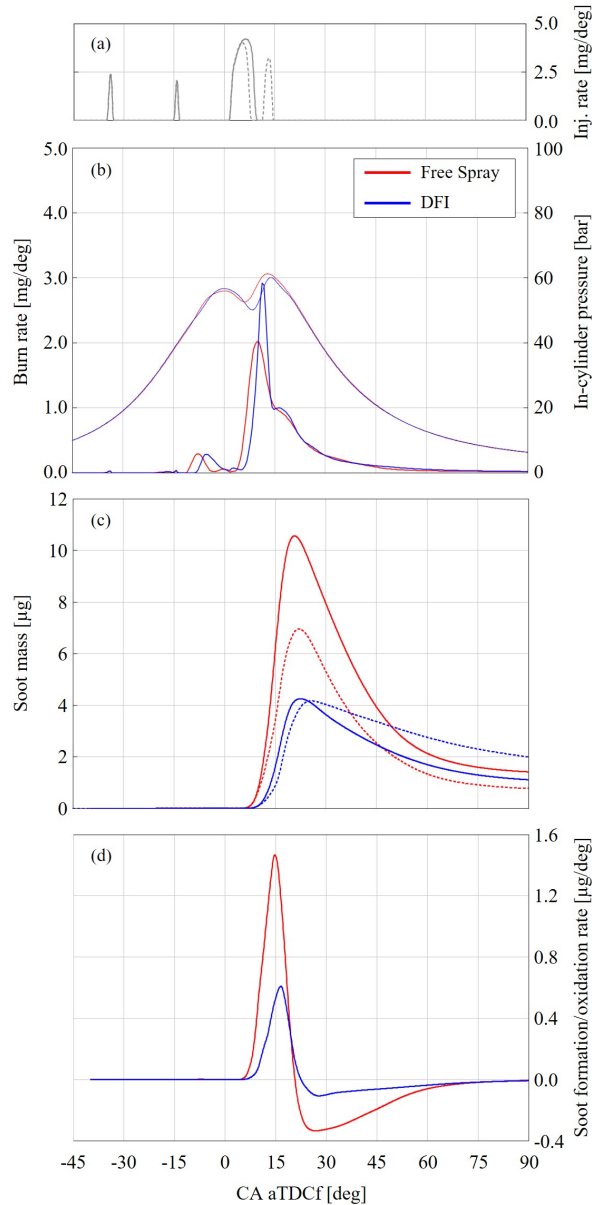 (a)
5.0
2.5
0.0
Inj. rate [mg/deg]
(b)
Free Spray
DFI
5.0
4.0
3.0
2.0
1.0
0.0
Burn rate [mg/deg]
100
80
60
40
20
0
In-cylinder pressure [bar]
(c)
12
10
8
6
4
2
0
Soot mass [µg]
(d)
1.6
1.2
0.8
0.4
0.0
-0.4
Soot formation/oxidation rate [µg/deg]
-45 -30 -15 0 15 30 45 60 75 90
CA aTDCf [deg]